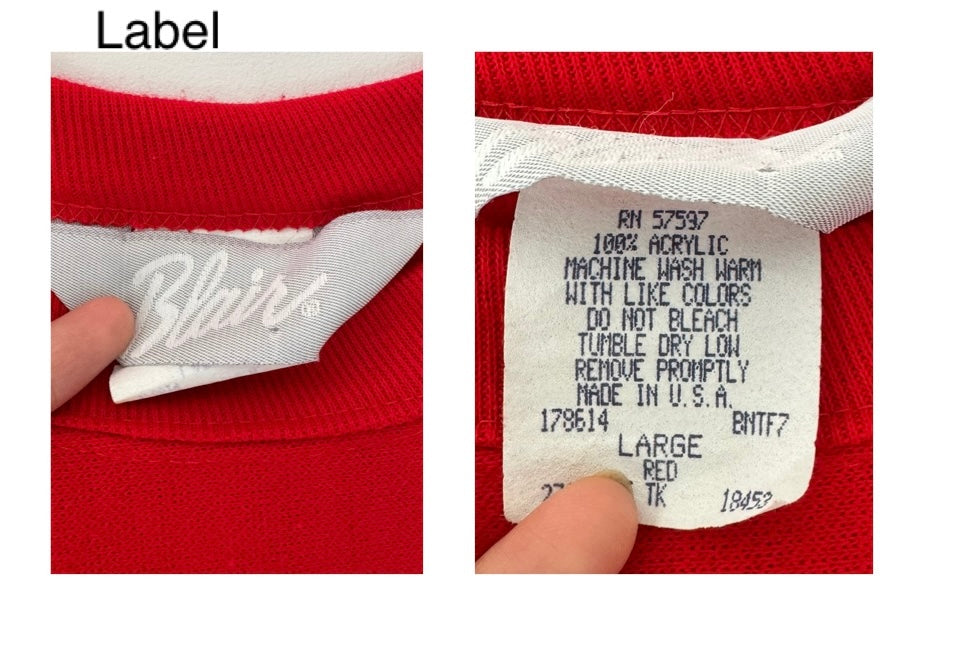 Label
Blair
RN 57597
100% ACRYLIC
MACHINE WASH WARM
WITH LIKE COLORS
DO NOT BLEACH
TUMBLE DRY LOW
REMOVE PROMPTLY
MADE IN U.S.A.
178614 BNTF7
LARGE
RED
TK 18453